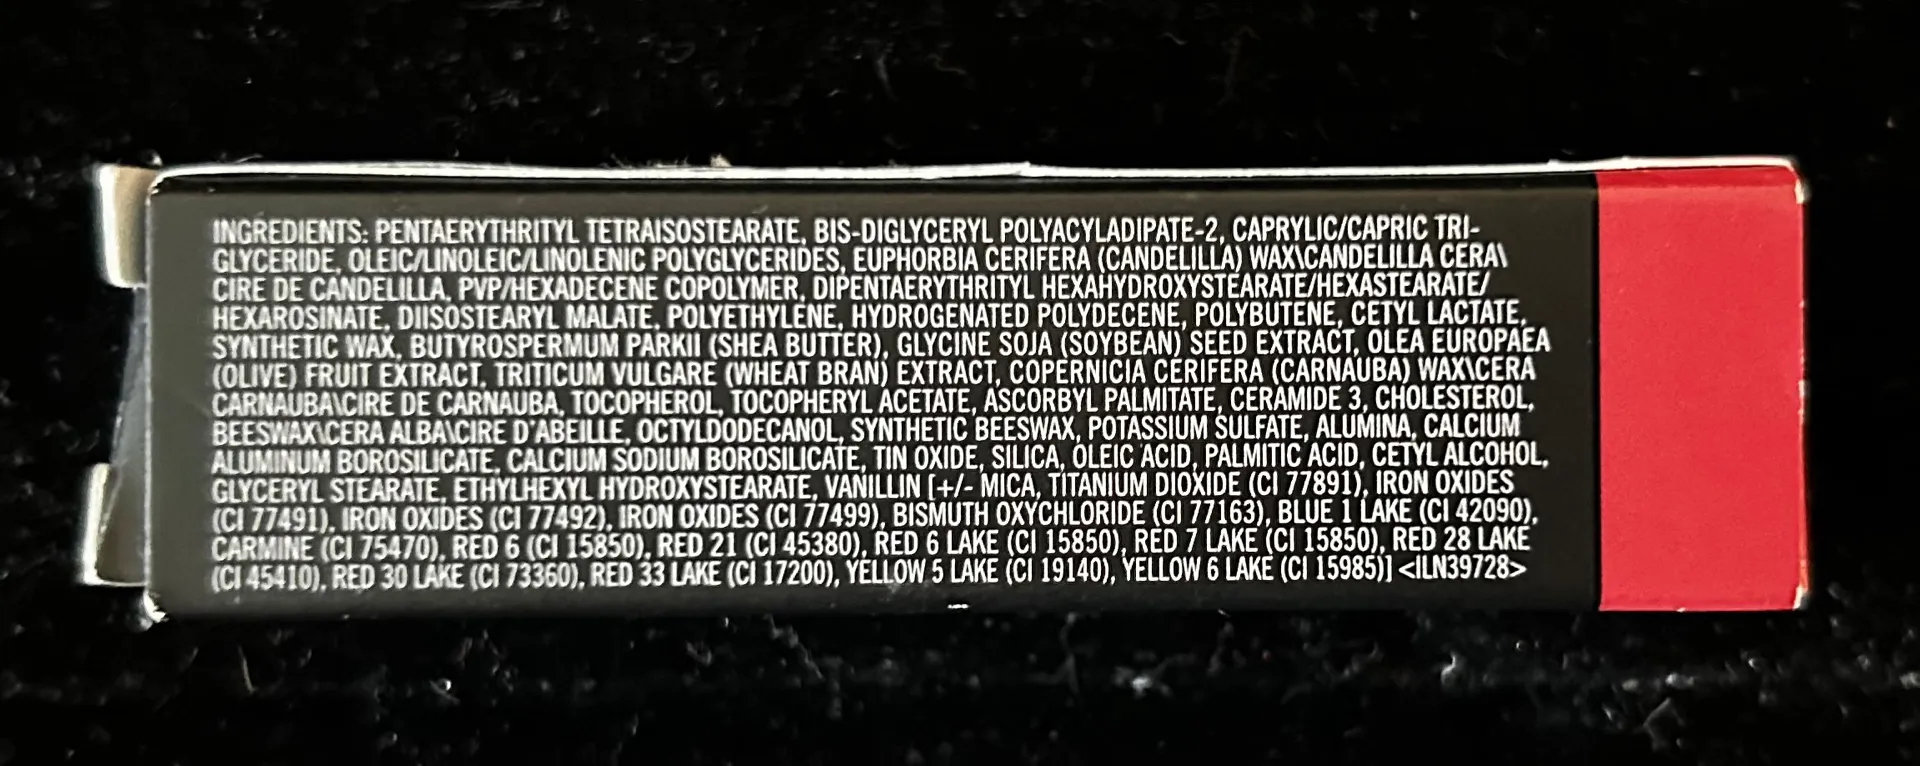 INGREDIENTS: PENTAERYTHRITYL TETRAISOSTEARATE, BIS-DIGLYCERYL POLYACYLADIPATE-2, CAPRYLIC/CAPRIC TRI-
GLYCERIDE, OLEIC/LINOLEIC/LINOLENIC POLYGLYCERIDES, EUPHORBIA CERIFERA (CANDELILLA) WAX\CANDELILLA CERA\
CIRE DE CANDELILLA, PVP/HEXADECENE COPOLYMER, DIPENTAERYTHRITYL HEXAHYDROXYSTEARATE/HEXASTEARATE/
HEXAROSINATE, DIISOSTEARYL MALATE, POLYETHYLENE, HYDROGENATED POLYDECENE, POLYBUTENE, CETYL LACTATE,
SYNTHETIC WAX, BUTYROSPERMUM PARKII (SHEA BUTTER), GLYCINE SOJA (SOYBEAN) SEED EXTRACT, OLEA EUROPAEA
(OLIVE) FRUIT EXTRACT, TRITICUM VULGARE (WHEAT BRAN) EXTRACT, COPERNICIA CERIFERA (CARNAUBA) WAX\CERA
CARNAUBA\CIRE DE CARNAUBA, TOCOPHEROL, TOCOPHERYL ACETATE, ASCORBYL PALMITATE, CERAMIDE 3, CHOLESTEROL,
BEESWAX\CERA ALBA\CIRE D'ABEILLE, OCTYLDODECANOL, SYNTHETIC BEESWAX, POTASSIUM SULFATE, ALUMINA, CALCIUM
ALUMINUM BOROSILICATE, CALCIUM SODIUM BOROSILICATE, TIN OXIDE, SILICA, OLEIC ACID, PALMITIC ACID, CETYL ALCOHOL,
GLYCERYL STEARATE, ETHYLHEXYL HYDROXYSTEARATE, VANILLIN [+/- MICA, TITANIUM DIOXIDE (CI 77891), IRON OXIDES
(CI 77491), IRON OXIDES (CI 77492), IRON OXIDES (CI 77499), BISMUTH OXYCHLORIDE (CI 77163), BLUE 1 LAKE (CI 42090),
CARMINE (CI 75470), RED 6 (CI 15850), RED 21 (CI 45380), RED 6 LAKE (CI 15850), RED 7 LAKE (CI 15850), RED 28 LAKE
(CI 45410), RED 30 LAKE (CI 73360), RED 33 LAKE (CI 17200), YELLOW 5 LAKE (CI 19140), YELLOW 6 LAKE (CI 15985)] <ILN39728>